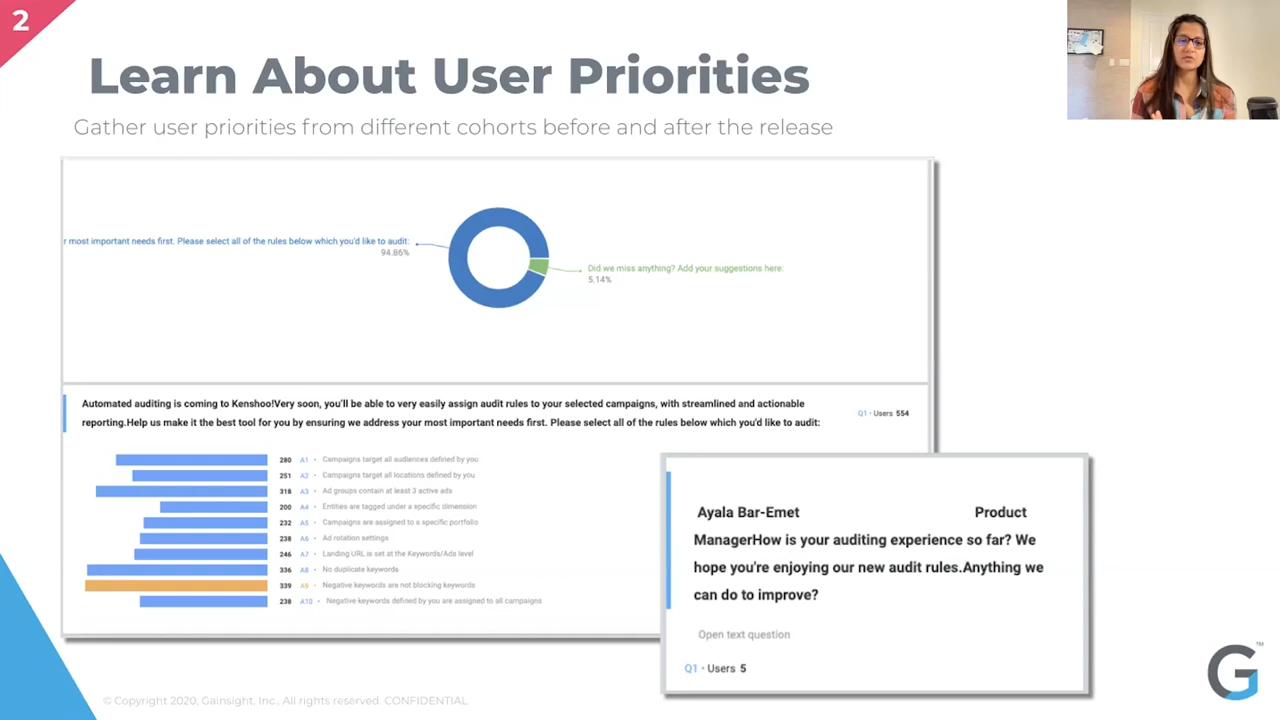 2
Learn About User Priorities
Gather user priorities from different cohorts before and after the release
r most important needs first. Please select all of the rules below which you'd like to audit:
94.86%
Did we miss anything? Add your suggestions here:
5.14%
Automated auditing is coming to Kenshoo!Very soon, you'll be able to very easily assign audit rules to your selected campaigns, with streamlined and actionable
reporting.Help us make it the best tool for you by ensuring we address your most important needs first. Please select all of the rules below which you'd like to audit:
Q1 • Users 554
280 A1 • Campaigns target all audiences defined by you
251 A2 • Campaigns target all locations defined by you
318 A3 • Ad groups contain at least 3 active ads
200 A4 • Entities are tagged under a specific dimension
232 A5 • Campaigns are assigned to a specific portfolio
238 A6 • Ad rotation settings
246 A7 • Landing URL is set at the Keywords/Ads level
336 A8 • No duplicate keywords
339 A9 • Negative keywords are not blocking keywords
238 A10 • Negative keywords defined by you are assigned to all campaigns
Ayala Bar-Emet Product
ManagerHow is your auditing experience so far? We
hope you're enjoying our new audit rules.Anything we
can do to improve?
Open text question
Q1 • Users 5
© Copyright 2020, Gainsight, Inc., All rights reserved. CONFIDENTIAL
G™